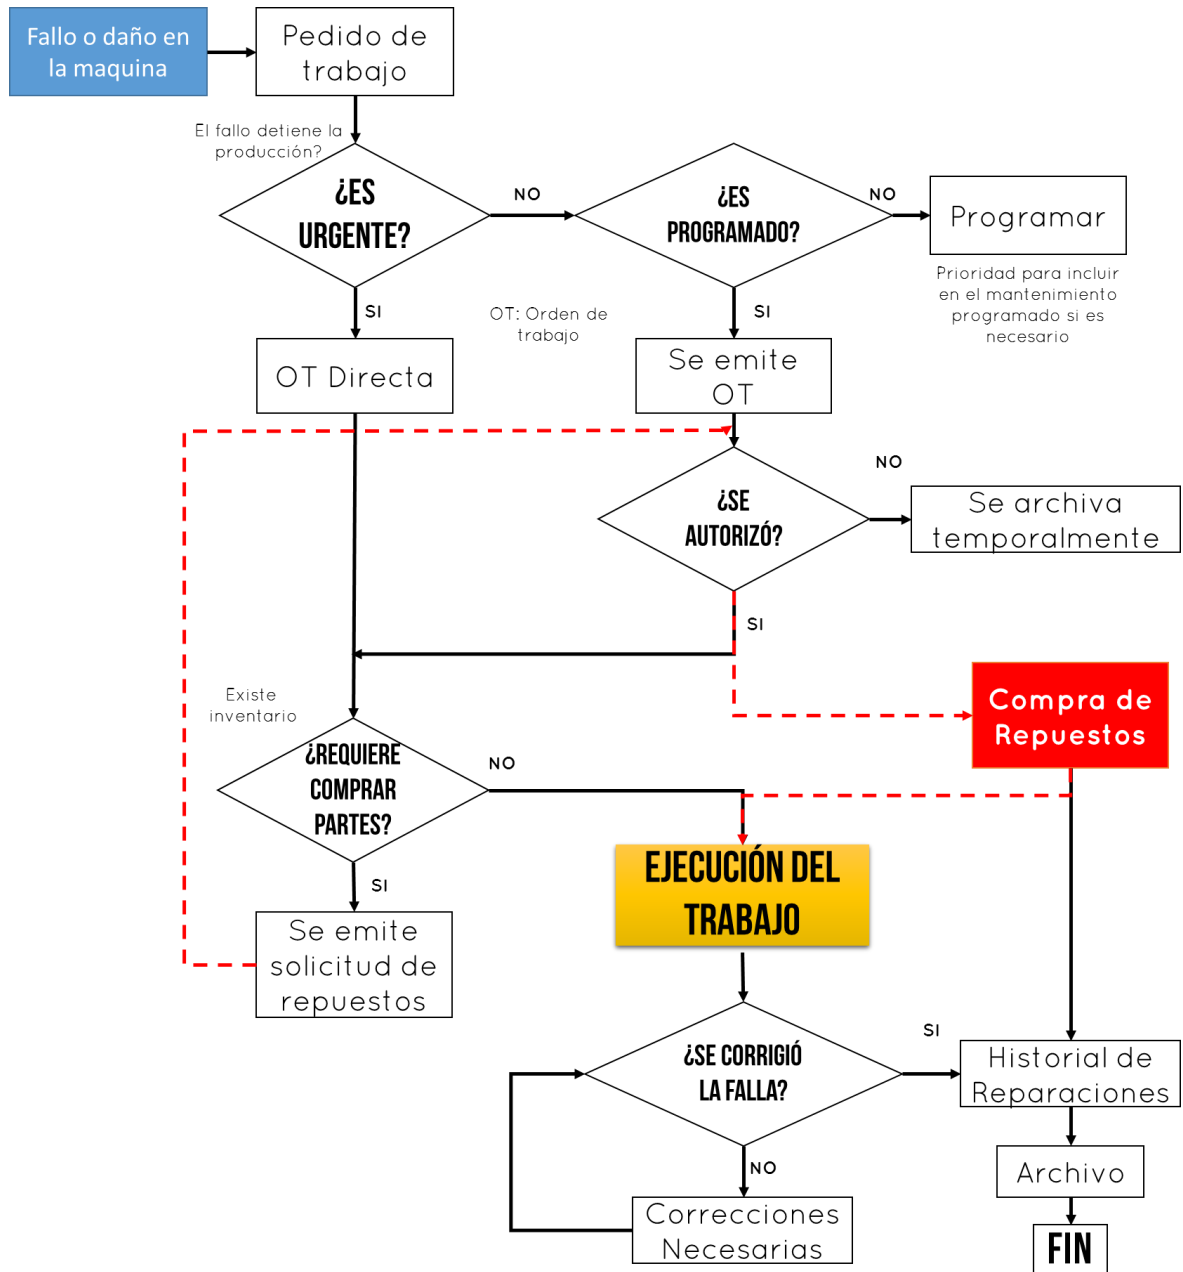 Fallo o daño en
la maquina
Pedido de
trabajo
El fallo detiene la
producción?
¿ES
URGENTE?
NO
¿ES
PROGRAMADO?
NO
Programar
Prioridad para incluir
en el mantenimiento
programado si es
necesario
SI
OT: Orden de
trabajo
SI
OT Directa
Se emite
OT
¿SE
AUTORIZÓ?
NO
Se archiva
temporalmente
SI
Existe
inventario
Compra de
Repuestos
¿REQUIERE
COMPRAR
PARTES?
NO
EJECUCIÓN DEL
TRABAJO
SI
Se emite
solicitud de
repuestos
¿SE CORRIGIÓ
LA FALLA?
SI
Historial de
Reparaciones
NO
Archivo
Correcciones
Necesarias
FIN